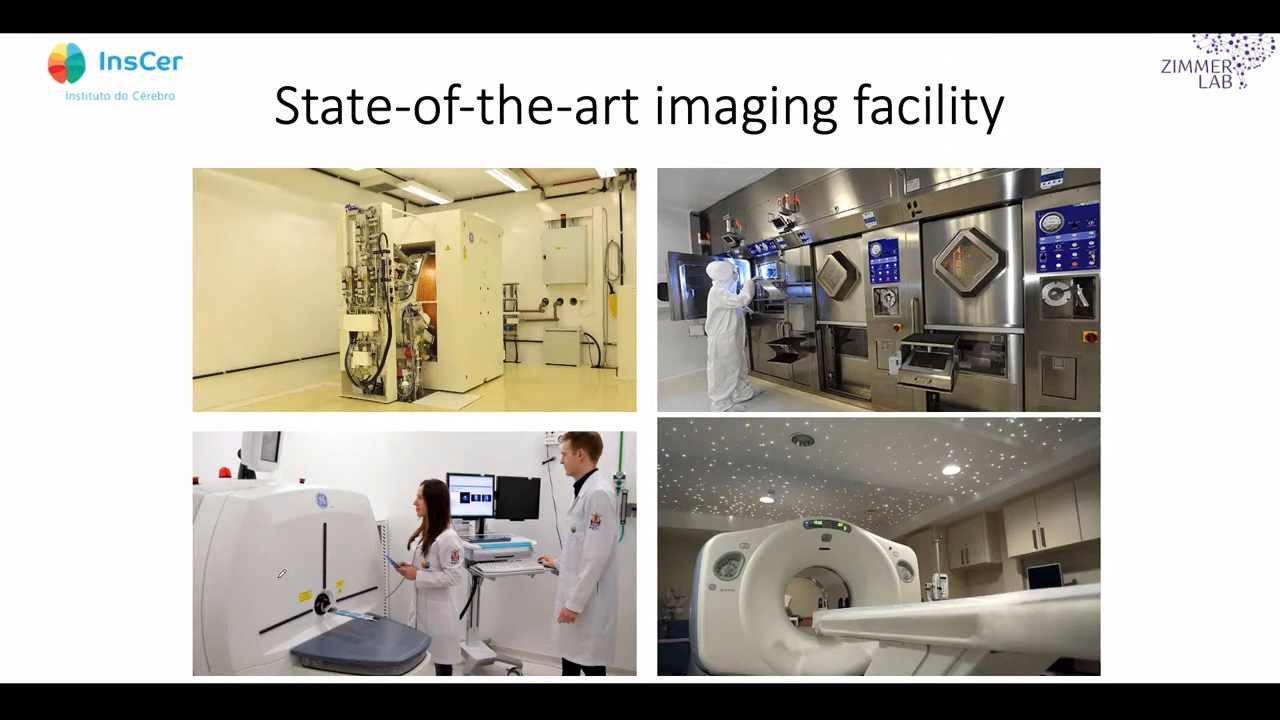 InsCer
Instituto do Cérebro
ZIMMER
LAB
State-of-the-art imaging facility